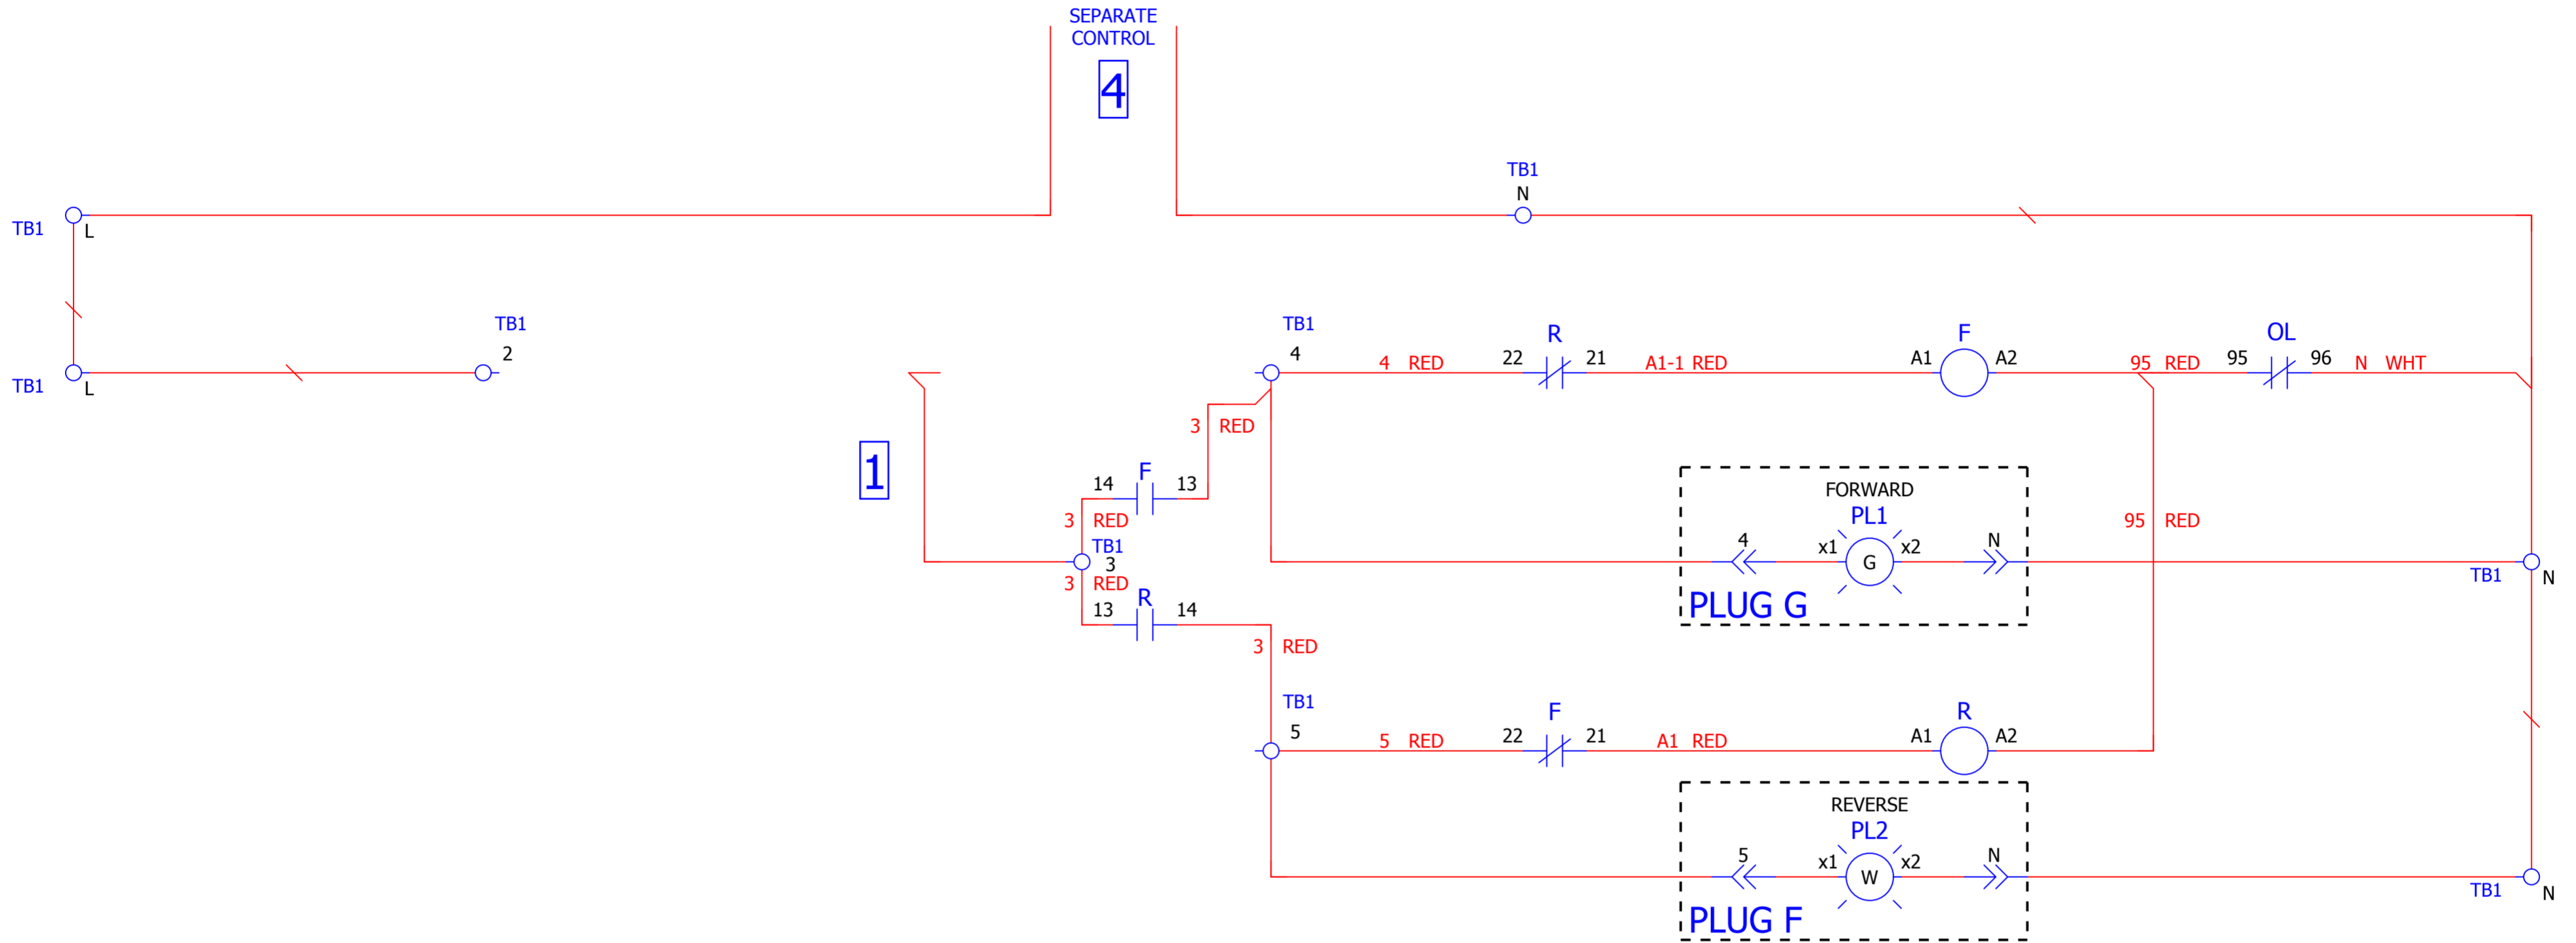 SEPARATE
CONTROL
4
TB1
N
TB1
L
TB1
2
TB1
4
R
F
OL
4 RED
22
21
A1-1 RED
A1
A2
95 RED
95
96
N WHT
TB1
L
3 RED
1
F
14
13
FORWARD
PL1
3 RED
95 RED
TB1
3
4
x1
G
x2
N
TB1
N
3 RED
R
13
14
PLUG G
3 RED
TB1
5
F
R
5 RED
22
21
A1 RED
A1
A2
REVERSE
PL2
5
x1
W
x2
N
TB1
N
PLUG F